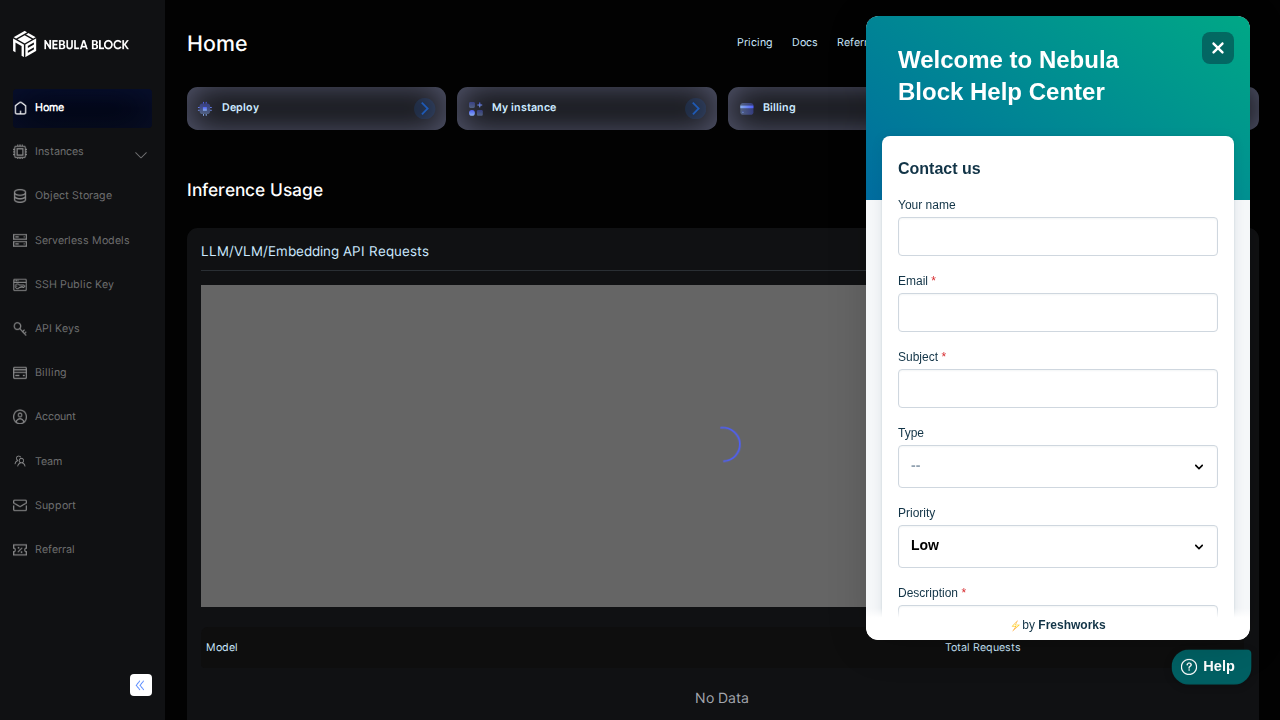 NEBULA BLOCK
Home
Instances
Object Storage
Serverless Models
SSH Public Key
API Keys
Billing
Account
Team
Support
Referral
Home
Pricing
Docs
Deploy
My instance
Billing
Inference Usage
LLM/VLM/Embedding API Requests
Model
Total Requests
No Data
Welcome to Nebula
Block Help Center
Contact us
Your name
Email *
Subject *
Type
--
Priority
Low
Description *
by Freshworks
Help